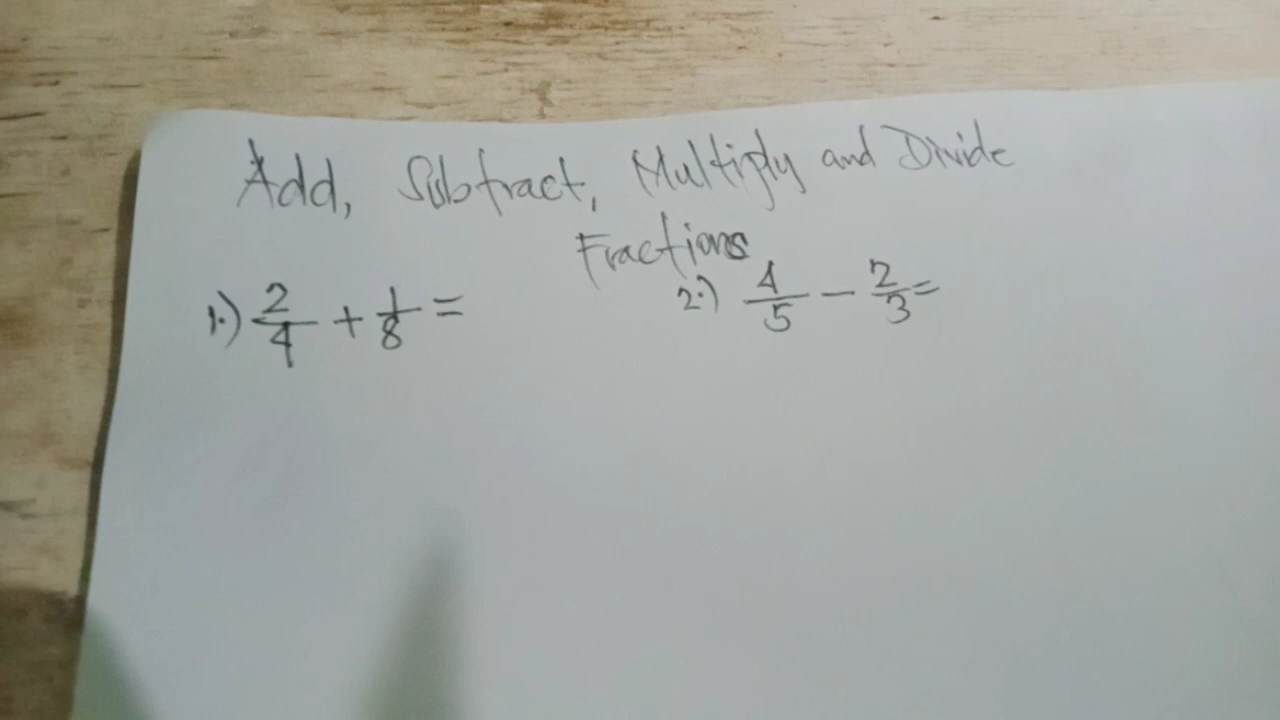 Add, Subtract, Multiply and Divide
Fractions
1.) 2/4 + 1/8 =
2.) 4/5 - 2/3 =